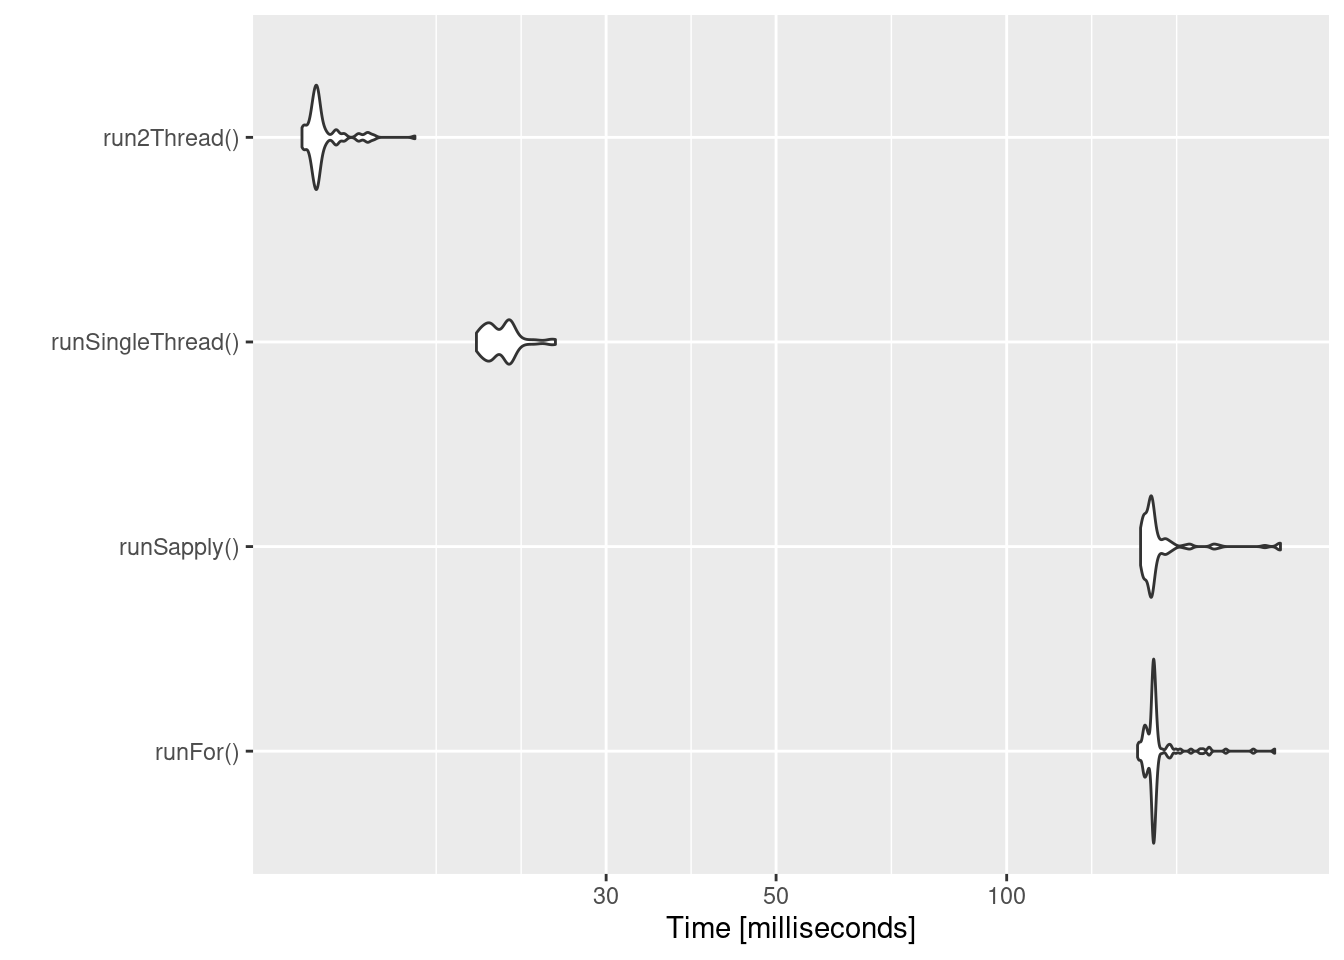 run2Thread()
runSingleThread()
runSapply()
runFor()
30 50 100
Time [milliseconds]